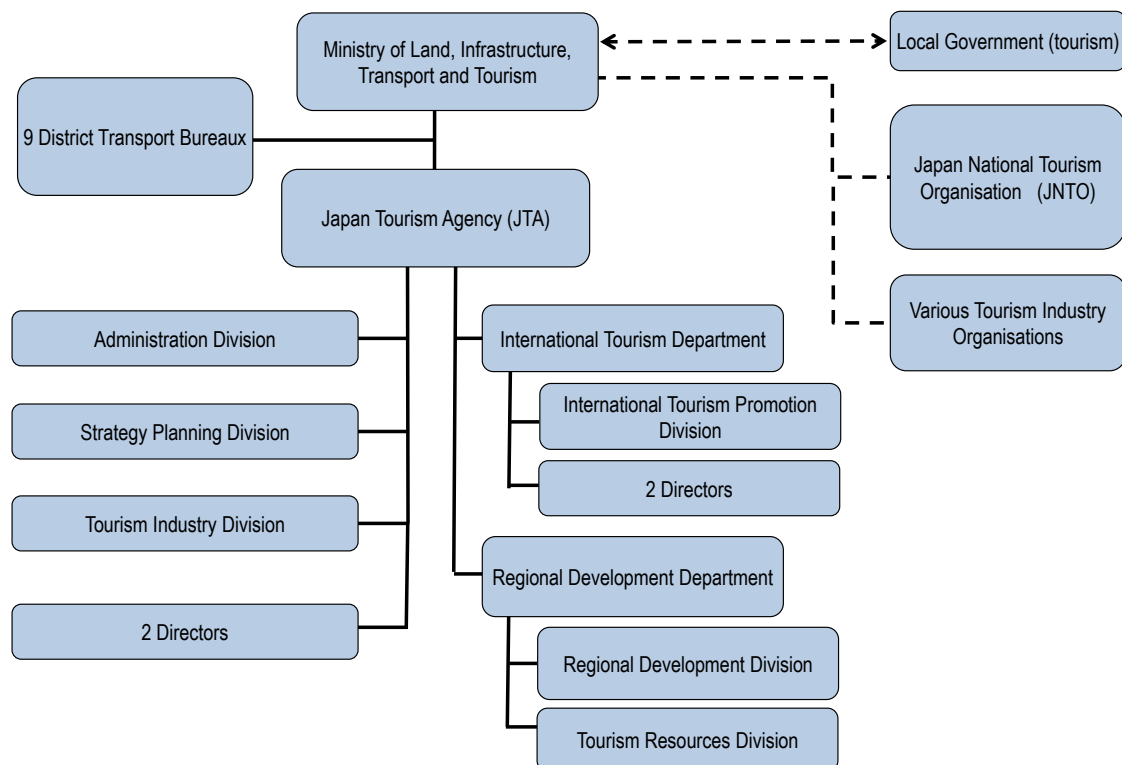 Ministry of Land, Infrastructure,
Transport and Tourism
Local Government (tourism)
9 District Transport Bureaux
Japan National Tourism
Organisation (JNTO)
Japan Tourism Agency (JTA)
Various Tourism Industry
Organisations
Administration Division
Strategy Planning Division
Tourism Industry Division
2 Directors
International Tourism Department
International Tourism Promotion
Division
2 Directors
Regional Development Department
Regional Development Division
Tourism Resources Division